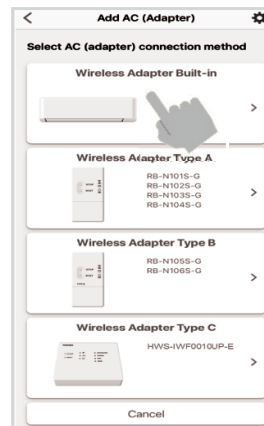 Add AC (Adapter)
Select AC (adapter) connection method
Wireless Adapter Built-in
Wireless Adapter Type A
RB-N101S-G
RB-N102S-G
RB-N103S-G
RB-N104S-G
Wireless Adapter Type B
RB-N105S-G
RB-N106S-G
Wireless Adapter Type C
HWS-IWF0010UP-E
Cancel